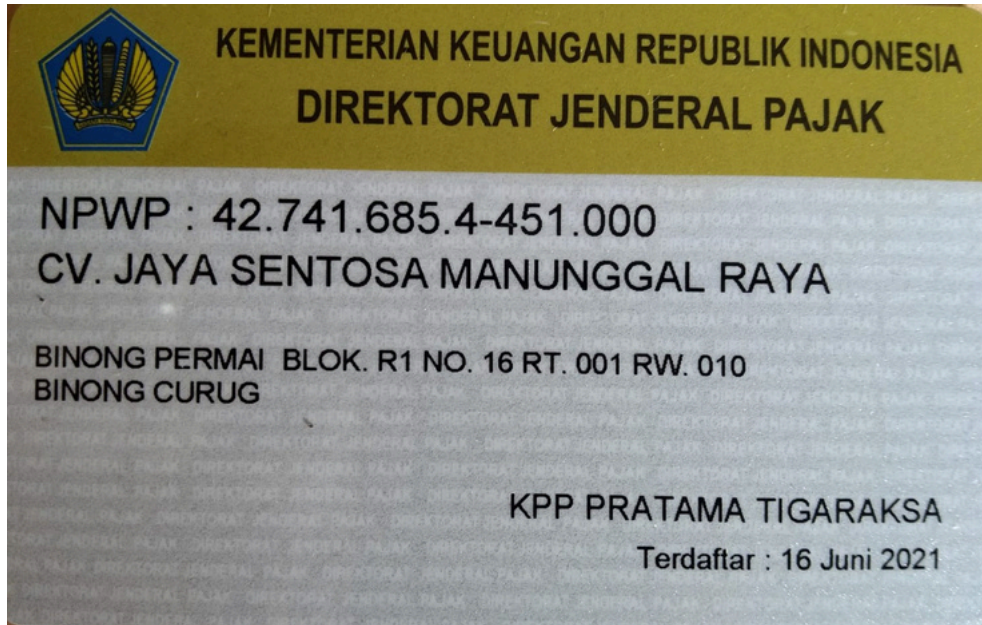 KEMENTERIAN KEUANGAN REPUBLIK INDONESIA
DIREKTORAT JENDERAL PAJAK
NPWP : 42.741.685.4-451.000
CV. JAYA SENTOSA MANUNGGAL RAYA
BINONG PERMAI BLOK. R1 NO. 16 RT. 001 RW. 010
BINONG CURUG
KPP PRATAMA TIGARAKSA
Terdaftar : 16 Juni 2021